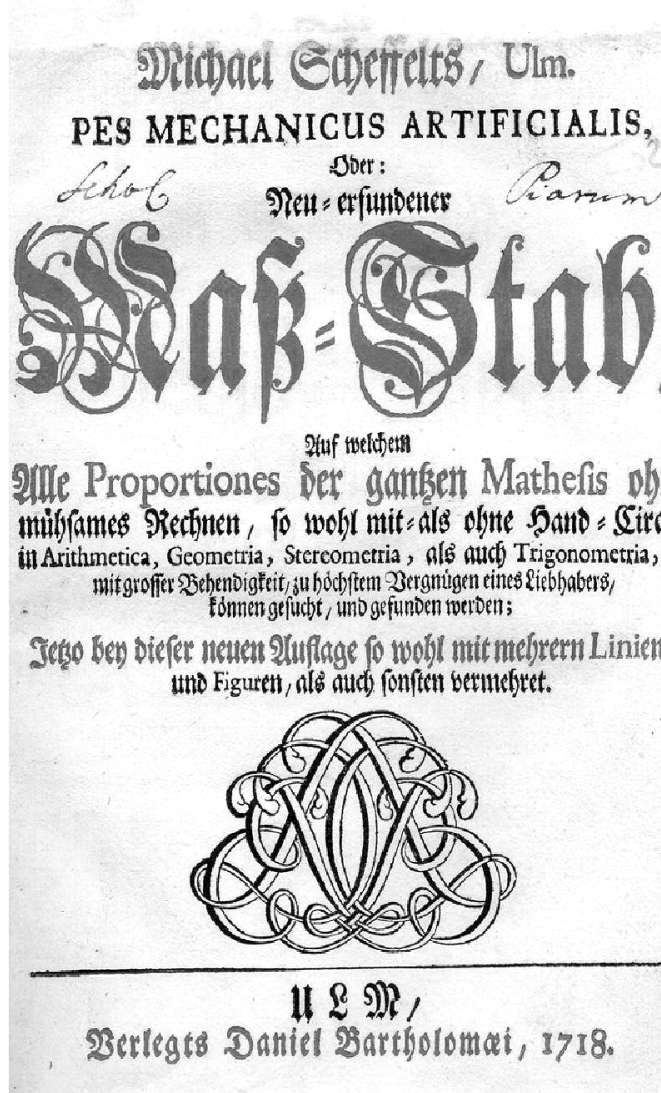 Michael Scheffelts, Ulm.
PES MECHANICUS ARTIFICIALIS,
Oder:
Schol Piarum
Neu-erfundener
Maß-Stab,
Auf welchem
Alle Proportiones der gantzen Mathesis oh
mühsames Rechnen, so wohl mit-als ohne Hand-Circ
in Arithmetica, Geometria, Stereometria, als auch Trigonometria,
mit grosser Behendigkeit, zu höchstem Vergnügen eines Liebhabers,
können gesucht, und gefunden werden;
Jetzo bey dieser neuen Auflage so wohl mit mehrern Linien
und Figuren, als auch sonsten vermehret.
ULM,
Verlegts Daniel Bartholomæi, 1718.